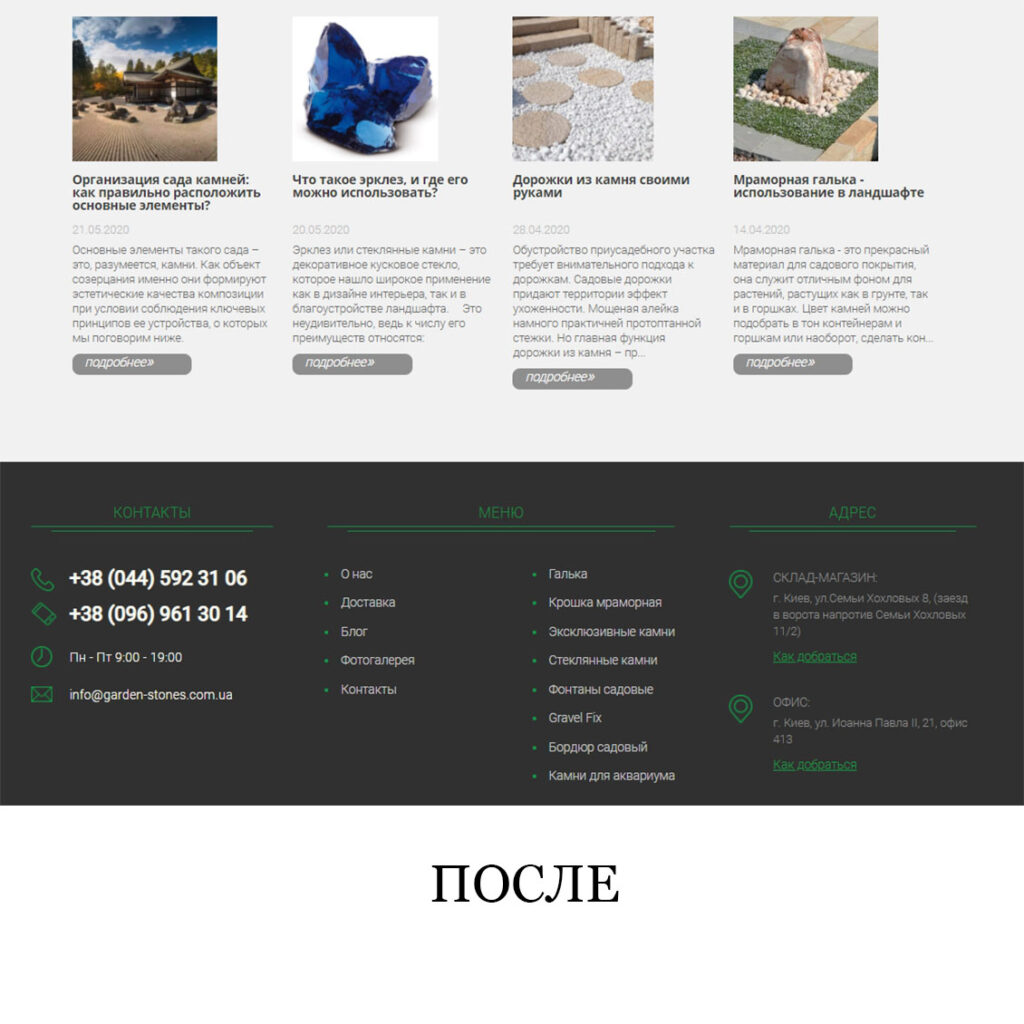 Организация сада камней:
как правильно расположить
основные элементы?
21.05.2020
Основные элементы такого сада –
это, разумеется, камни. Как объект
созерцания именно они формируют
эстетические качества композиции
при условии соблюдения ключевых
принципов ее устройства, о которых
мы поговорим ниже.
подробнее»
Что такое эрклез, и где его
можно использовать?
20.05.2020
Эрклез или стеклянные камни – это
декоративное кусковое стекло,
которое нашло широкое применение
как в дизайне интерьера, так и в
благоустройстве ландшафта. Это
неудивительно, ведь к числу его
преимуществ относятся:
подробнее»
Дорожки из камня своими
руками
28.04.2020
Обустройство приусадебного участка
требует внимательного подхода к
дорожкам. Садовые дорожки
придают территории эффект
ухоженности. Мощеная алейка
намного практичней протоптанной
стежки. Но главная функция
дорожки из камня – пр...
подробнее»
Мраморная галька -
использование в ландшафте
14.04.2020
Мраморная галька - это прекрасный
материал для садового покрытия,
она служит отличным фоном для
растений, растущих как в грунте, так
и в горшках. Цвет камней можно
подобрать в тон контейнерам и
горшкам или наоборот, сделать кон...
подробнее»
КОНТАКТЫ
+38 (044) 592 31 06
+38 (096) 961 30 14
Пн - Пт 9:00 - 19:00
info@garden-stones.com.ua
МЕНЮ
О нас
Доставка
Блог
Фотогалерея
Контакты
Галька
Крошка мраморная
Эксклюзивные камни
Стеклянные камни
Фонтаны садовые
Gravel Fix
Бордюр садовый
Камни для аквариума
АДРЕС
СКЛАД-МАГАЗИН:
г. Киев, ул.Семьи Хохловых 8, (заезд
в ворота напротив Семьи Хохловых
11/2)
Как добраться
ОФИС:
г. Киев, ул. Иоанна Павла II, 21, офис
413
Как добраться
ПОСЛЕ